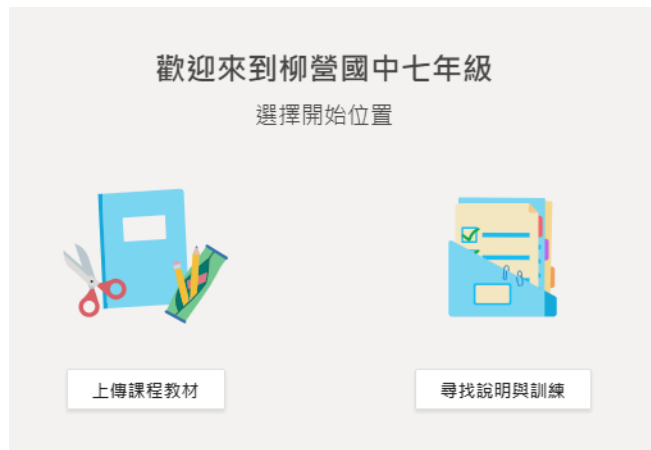 歡迎來到柳營國中七年級
選擇開始位置
上傳課程教材
尋找說明與訓練